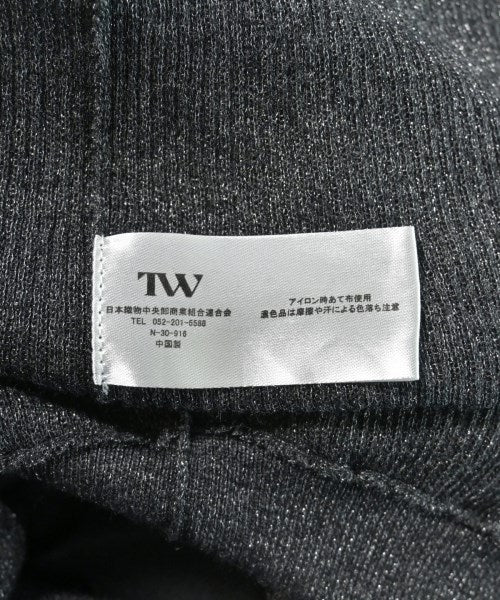 TW
日本織物中央卸商業組合連合会
TEL 052-201-6588
N-30-916
中国製
アイロン時あて布使用
濃色品は摩擦や汗による色落ち注意